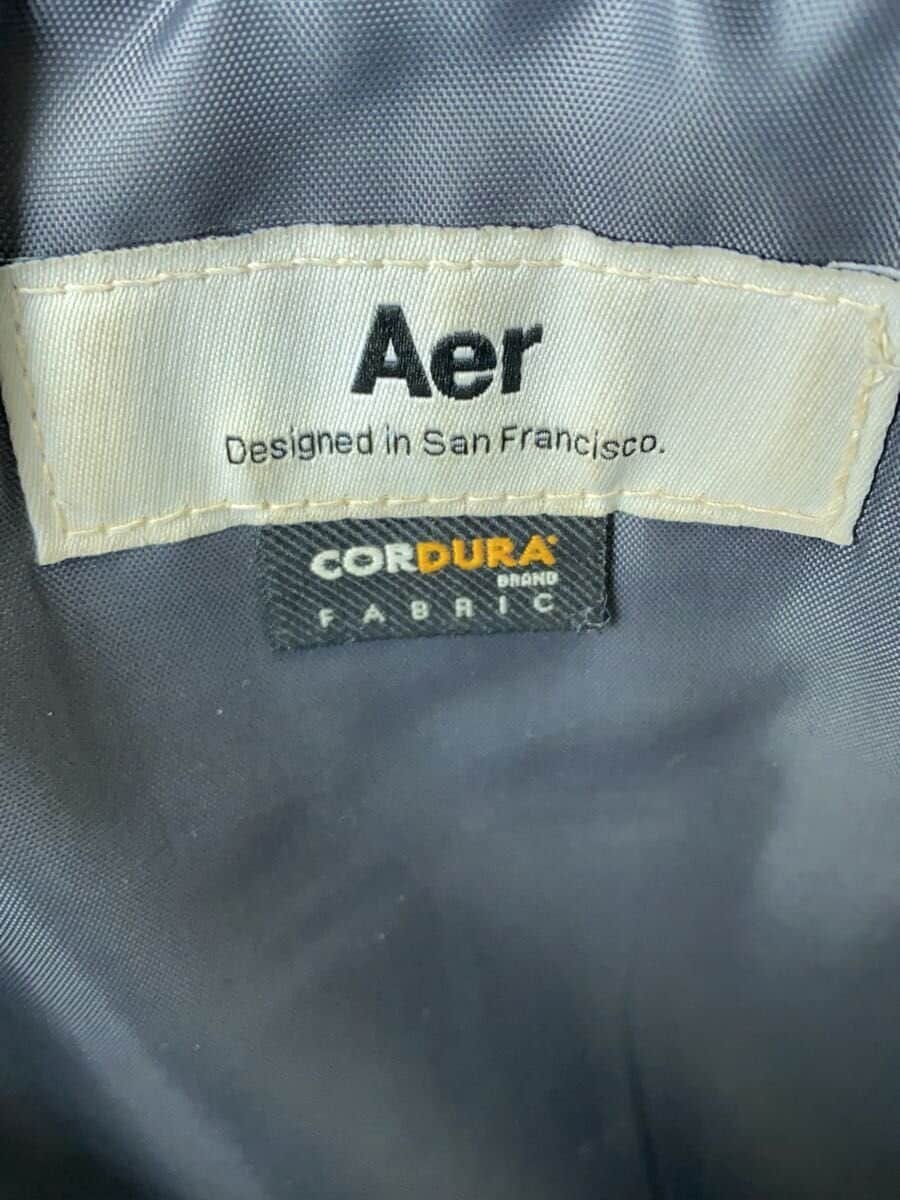 Aer
Designed in San Francisco.
CORDURA®
BRAND
FABRIC